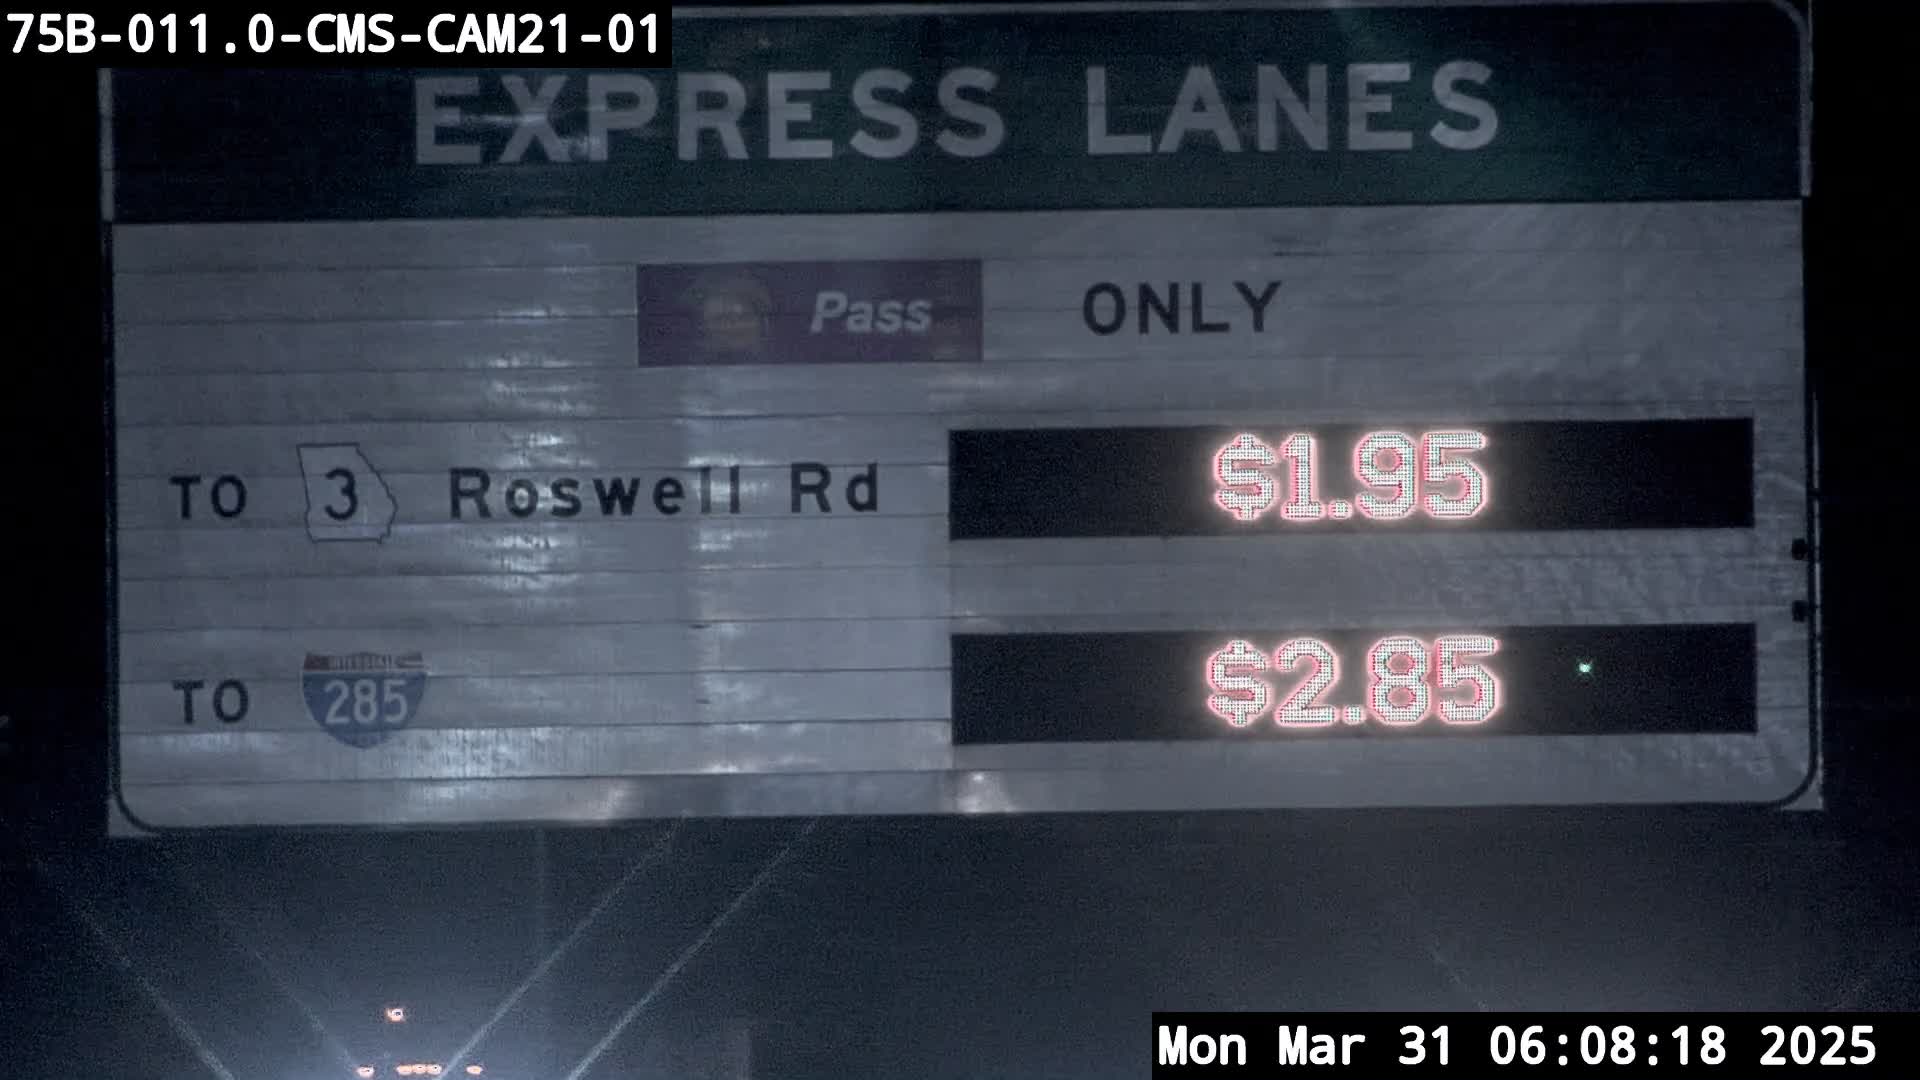 75B-011.0-CMS-CAM21-01
EXPRESS LANES
Pass ONLY
TO 3 Roswell Rd $1.95
TO INTERSTATE 285 $2.85
Mon Mar 31 06:08:18 2025